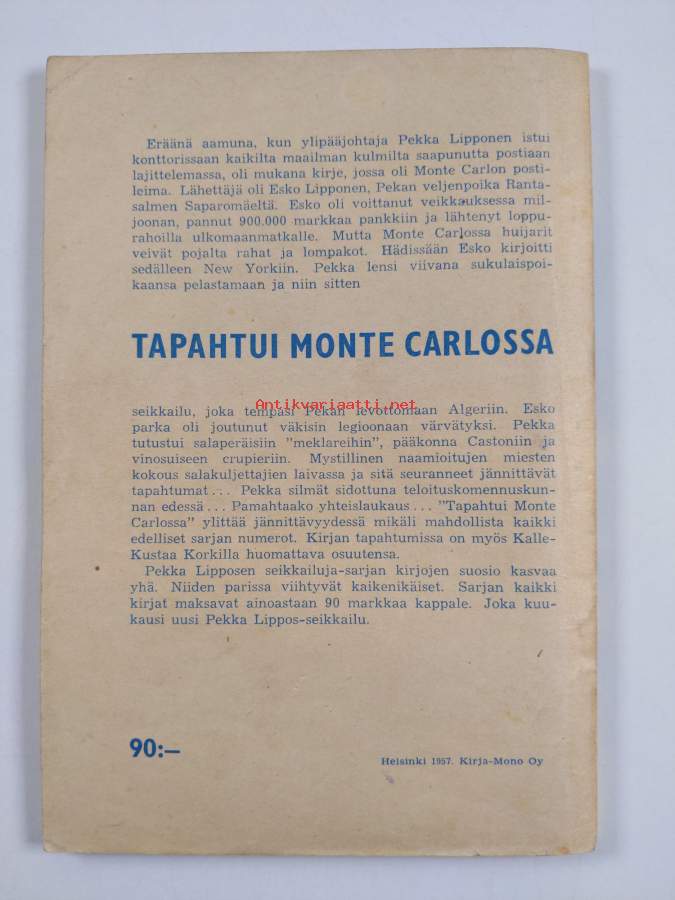 Eräänä aamuna, kun ylipääjohtaja Pekka Lipponen istui
konttorissaan kaikilta maailman kulmilta saapunutta postiaan
lajittelemassa, oli mukana kirje, jossa oli Monte Carlon posti-
leima. Lähettäjä oli Esko Lipponen, Pekan veljenpoika Ranta-
salmen Saparomäeltä. Esko oli voittanut veikkauksessa mil-
joonan, pannut 900.000 markkaa pankkiin ja lähtenyt loppu-
rahoilla ulkomaanmatkalle. Mutta Monte Carlossa huijarit
veivät pojalta rahat ja lompakot. Hädissään Esko kirjoitti
sedälleen New Yorkiin. Pekka lensi viivana sukulaispoi-
kaansa pelastamaan ja niin sitten
TAPAHTUI MONTE CARLOSSA
Antikvariaatti.net
seikkailu, joka tempasi Pekan levottomaan Algeriin. Esko
parka oli joutunut väkisin legioonaan värvätyksi. Pekka
tutustui salaperäisiin "meklareihin", pääkonna Castoniin ja
vinosuiseen crupieriin. Mystillinen naamioitujen miesten
kokous salakuljettajien laivassa ja sitä seuranneet jännittävät
tapahtumat... Pekka silmät sidottuna teloituskomennuskun-
nan edessä... Pamahtaako yhteislaukaus... "Tapahtui Monte
Carlossa" ylittää jännittävyydessä mikäli mahdollista kaikki
edelliset sarjan numerot. Kirjan tapahtumissa on myös Kalle-
Kustaa Korkilla huomattava osuutensa.
Pekka Lipposen seikkailuja-sarjan kirjojen suosio kasvaa
yhä. Niiden parissa viihtyvät kaikenikäiset. Sarjan kaikki
kirjat maksavat ainoastaan 90 markkaa kappale. Joka kuu-
kausi uusi Pekka Lippos-seikkailu.
90:—
Helsinki 1957. Kirja-Mono Oy